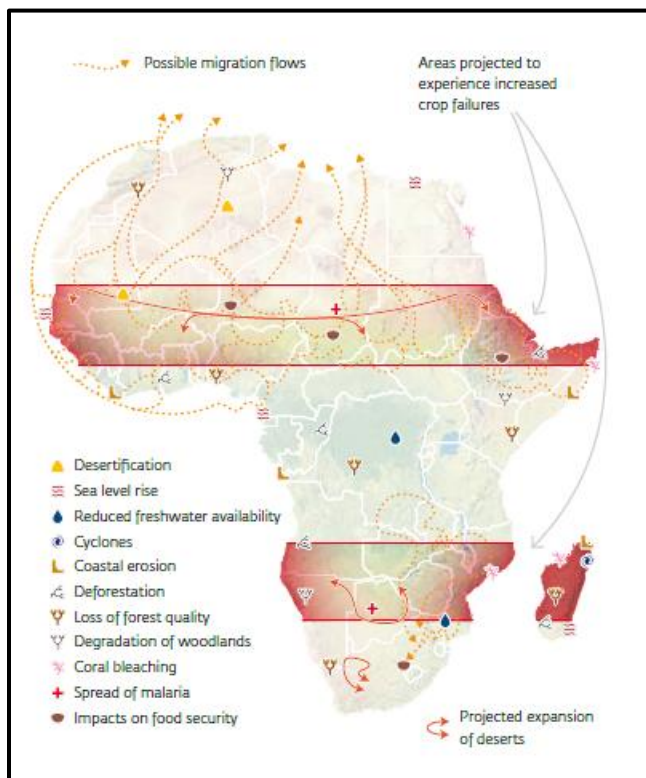 Possible migration flows
Areas projected to
experience increased
crop failures
Desertification
Sea level rise
Reduced freshwater availability
Cyclones
Coastal erosion
Deforestation
Loss of forest quality
Degradation of woodlands
Coral bleaching
Spread of malaria
Impacts on food security
Projected expansion
of deserts